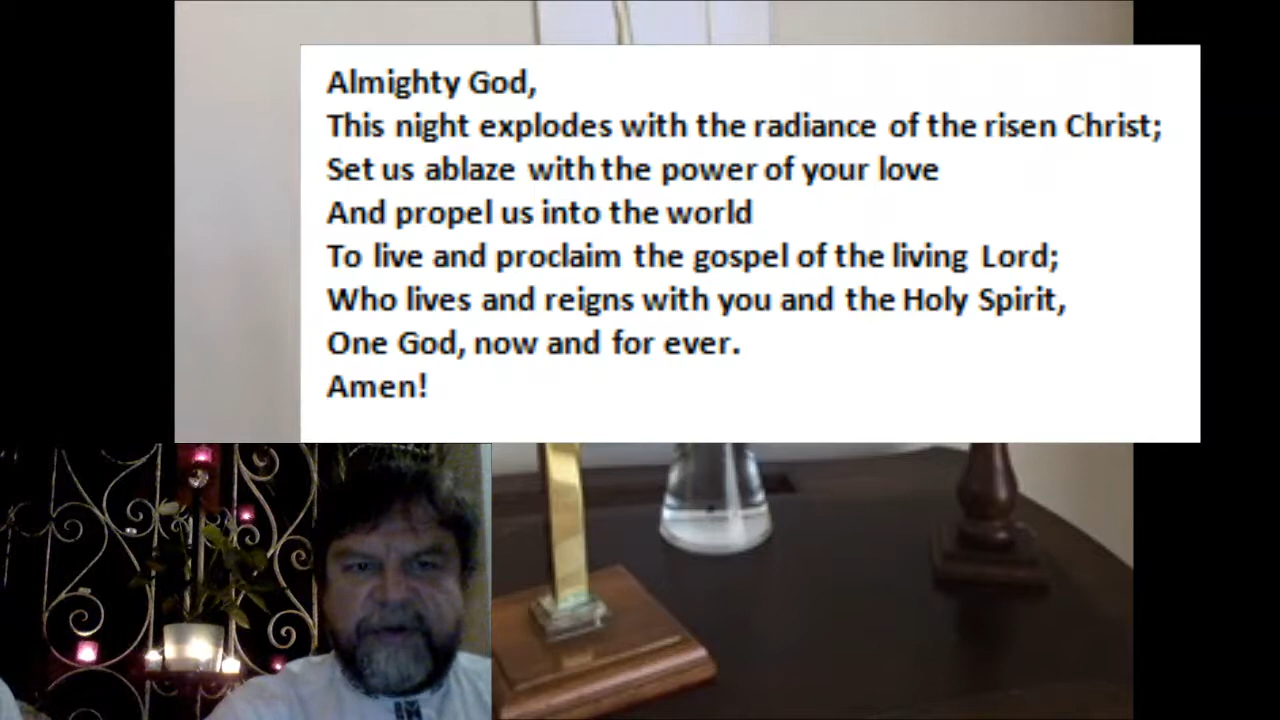 Almighty God,
This night explodes with the radiance of the risen Christ;
Set us ablaze with the power of your love
And propel us into the world
To live and proclaim the gospel of the living Lord;
Who lives and reigns with you and the Holy Spirit,
One God, now and for ever.
Amen!